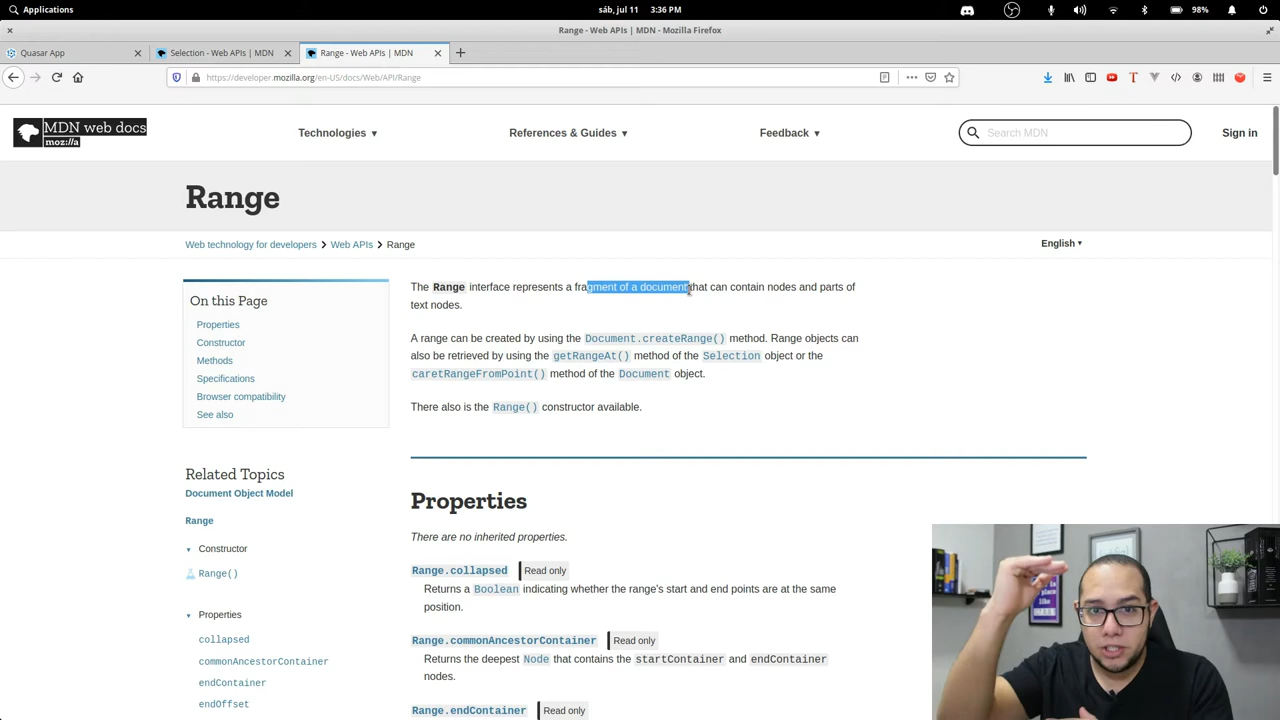 Applications
sáb, jul 11 3:36 PM
98%
Range - Web APIs | MDN - Mozilla Firefox
Quasar App
Selection - Web APIs | MDN
Range - Web APIs | MDN
https://developer.mozilla.org/en-US/docs/Web/API/Range
MDN web docs
moz://a
Technologies ▾
References & Guides ▾
Feedback ▾
Search MDN
Sign in
Range
Web technology for developers > Web APIs > Range
English ▾
On this Page
Properties
Constructor
Methods
Specifications
Browser compatibility
See also
Related Topics
Document Object Model
Range
Constructor
Range()
Properties
collapsed
commonAncestorContainer
endContainer
endOffset
The Range interface represents a fragment of a document that can contain nodes and parts of
text nodes.
A range can be created by using the Document.createRange() method. Range objects can
also be retrieved by using the getRangeAt() method of the Selection object or the
caretRangeFromPoint() method of the Document object.
There also is the Range() constructor available.
Properties
There are no inherited properties.
Range.collapsed Read only
Returns a Boolean indicating whether the range's start and end points are at the same
position.
Range.commonAncestorContainer Read only
Returns the deepest Node that contains the startContainer and endContainer
nodes.
Range.endContainer Read only